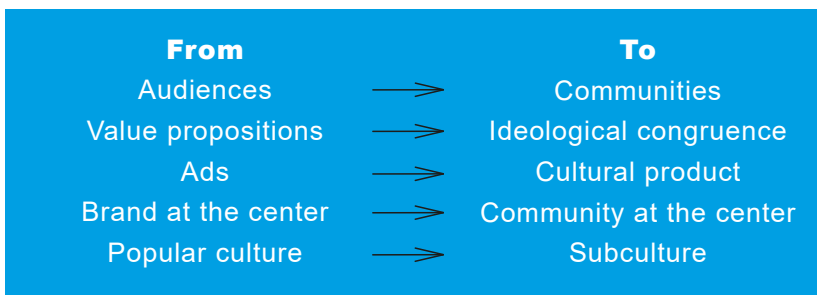 From To
Audiences Communities
Value propositions Ideological congruence
Ads Cultural product
Brand at the center Community at the center
Popular culture Subculture